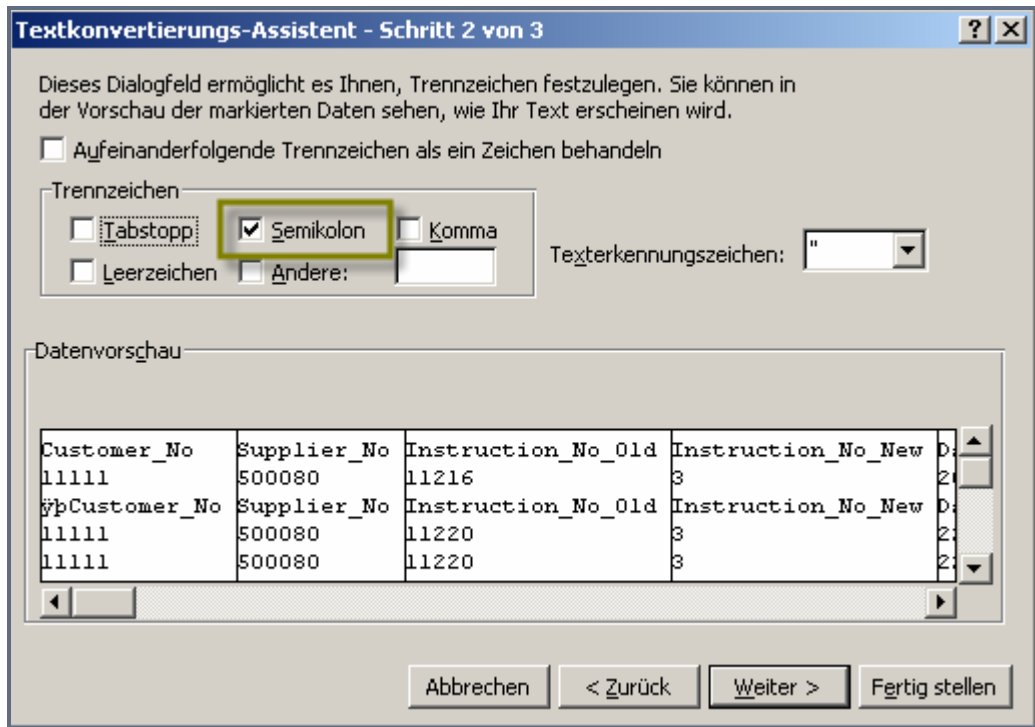 Textkonvertierungs-Assistent - Schritt 2 von 3
Dieses Dialogfeld ermöglicht es Ihnen, Trennzeichen festzulegen. Sie können in
der Vorschau der markierten Daten sehen, wie Ihr Text erscheinen wird.
Aufeinanderfolgende Trennzeichen als ein Zeichen behandeln
Trennzeichen
Tabstopp Semikolon Komma
Leerzeichen Andere:
Texterkennungszeichen: "
Datenvorschau
Customer_No Supplier_No Instruction_No_Old Instruction_No_New
11111 500080 11216 3
ÿþCustomer_No Supplier_No Instruction_No_Old Instruction_No_New
11111 500080 11220 3
11111 500080 11220 3
Abbrechen < Zurück Weiter > Fertig stellen